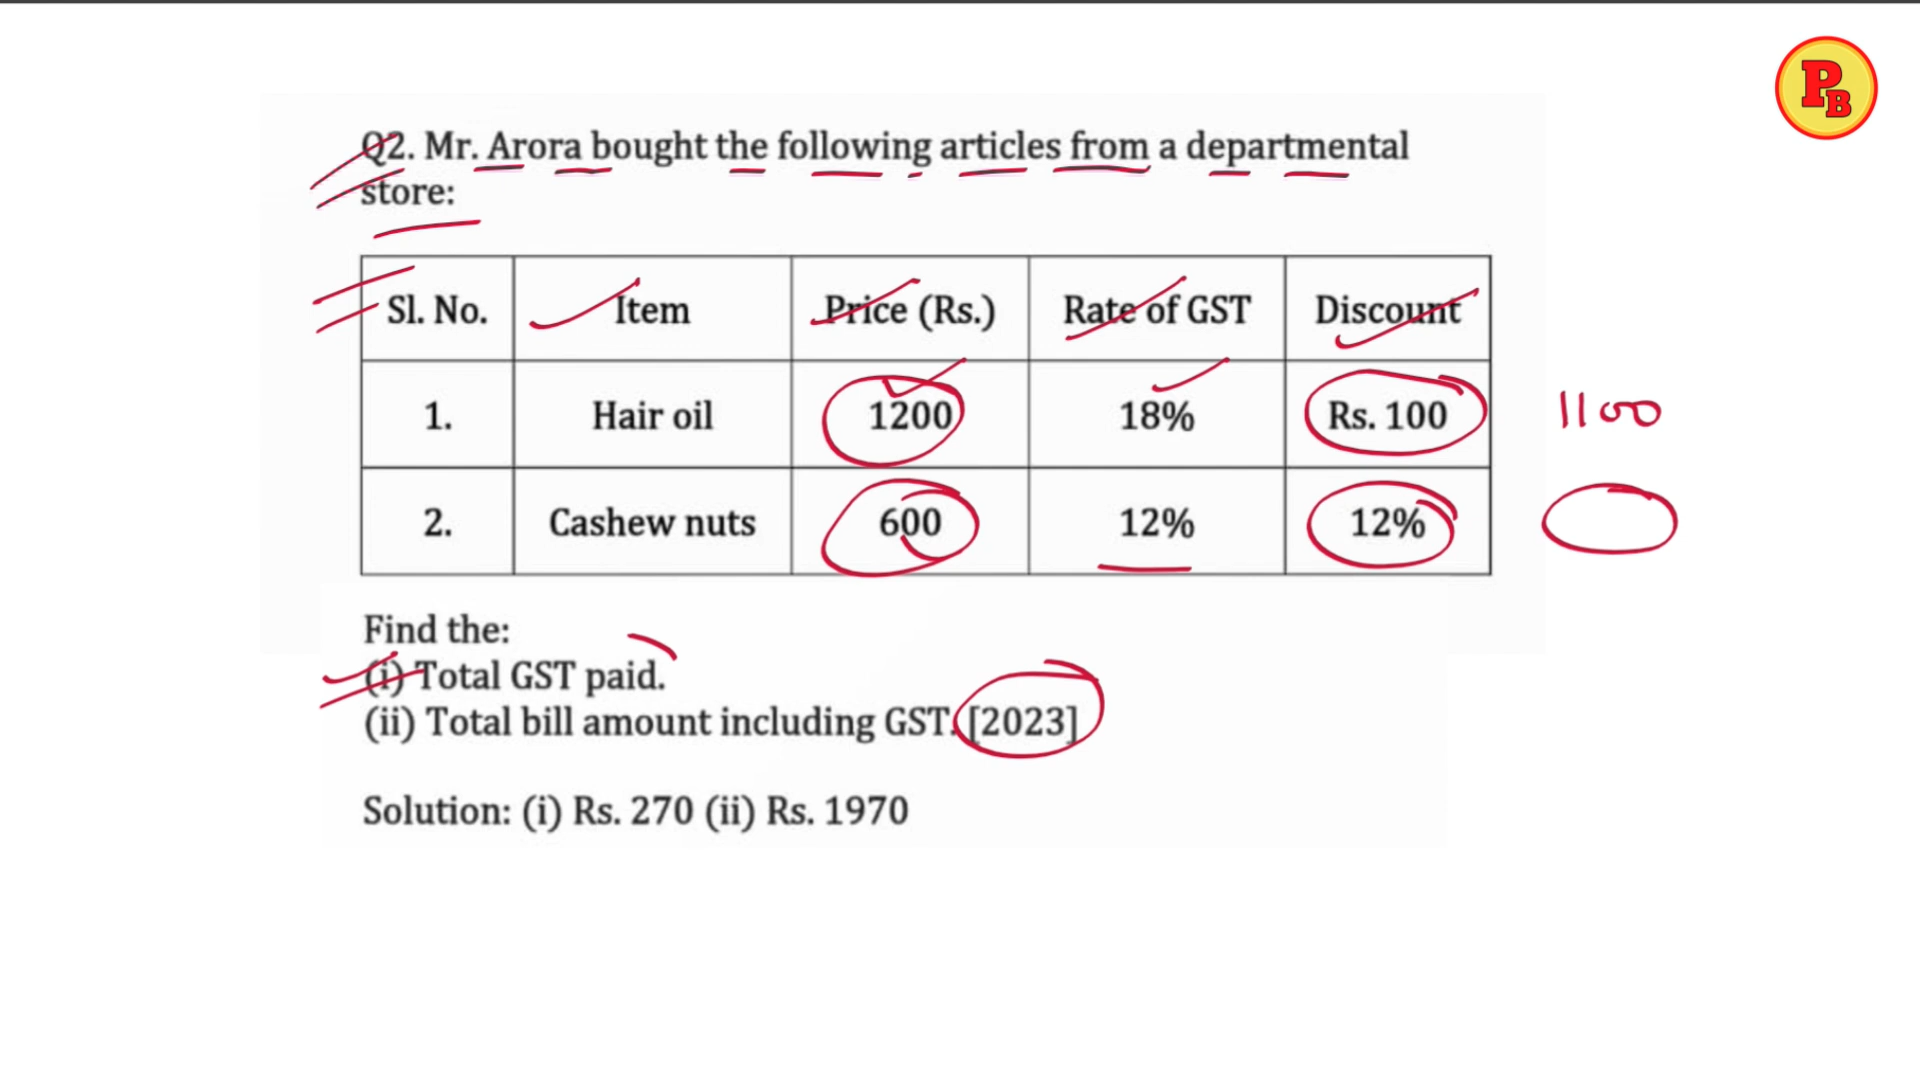 PB
Q2. Mr. Arora bought the following articles from a departmental
store:
Sl. No. Item Price (Rs.) Rate of GST Discount
1. Hair oil 1200 18% Rs. 100 1100
2. Cashew nuts 600 12% 12%
Find the:
(i) Total GST paid.
(ii) Total bill amount including GST. [2023]
Solution: (i) Rs. 270 (ii) Rs. 1970